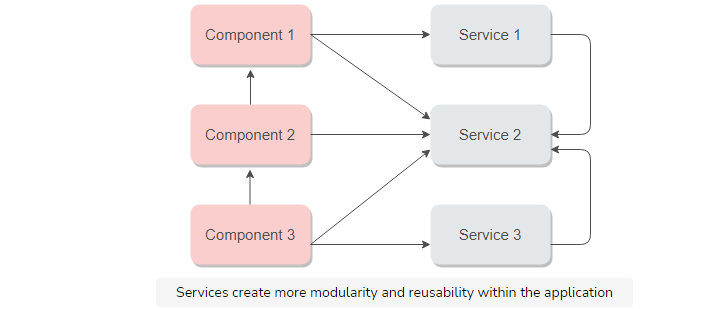 Component 1
Service 1
Component 2
Service 2
Component 3
Service 3
Services create more modularity and reusability within the application